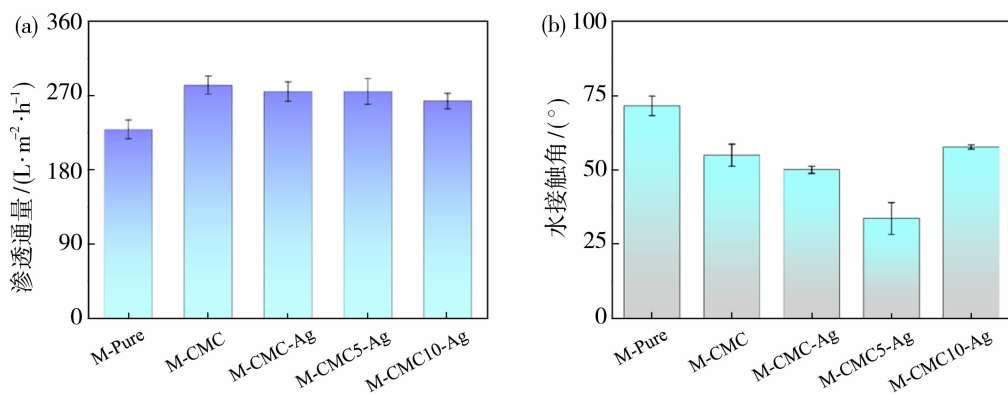 (a)
渗透通量/(L·m⁻²·h⁻¹)
360
270
180
90
0
M-Pure
M-CMC
M-CMC-Ag
M-CMC5-Ag
M-CMC10-Ag
(b)
水接触角/(°)
100
75
50
25
0
M-Pure
M-CMC
M-CMC-Ag
M-CMC5-Ag
M-CMC10-Ag